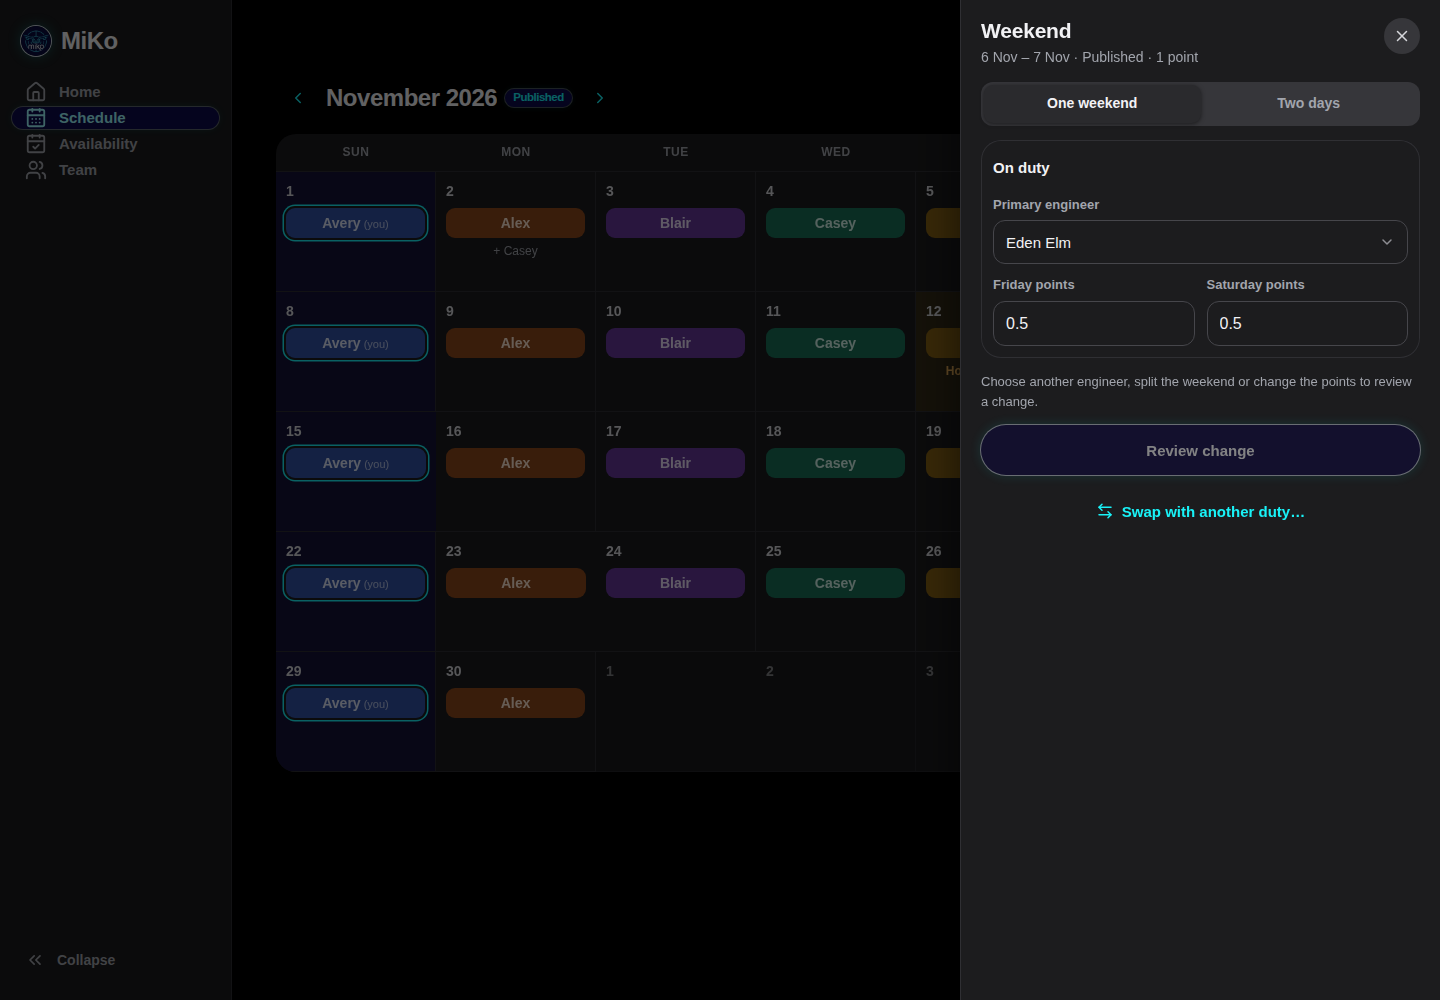 MiKo
Home
Schedule
Availability
Team
Collapse
November 2026 Published
SUN MON TUE WED
1 2 3 4 5
Avery (you) Alex Blair Casey
+ Casey
8 9 10 11 12
Avery (you) Alex Blair Casey
15 16 17 18 19
Avery (you) Alex Blair Casey
22 23 24 25 26
Avery (you) Alex Blair Casey
29 30 1 2 3
Avery (you) Alex
Weekend
6 Nov – 7 Nov · Published · 1 point
One weekend Two days
On duty
Primary engineer
Eden Elm
Friday points Saturday points
0.5 0.5
Choose another engineer, split the weekend or change the points to review
a change.
Review change
Swap with another duty…